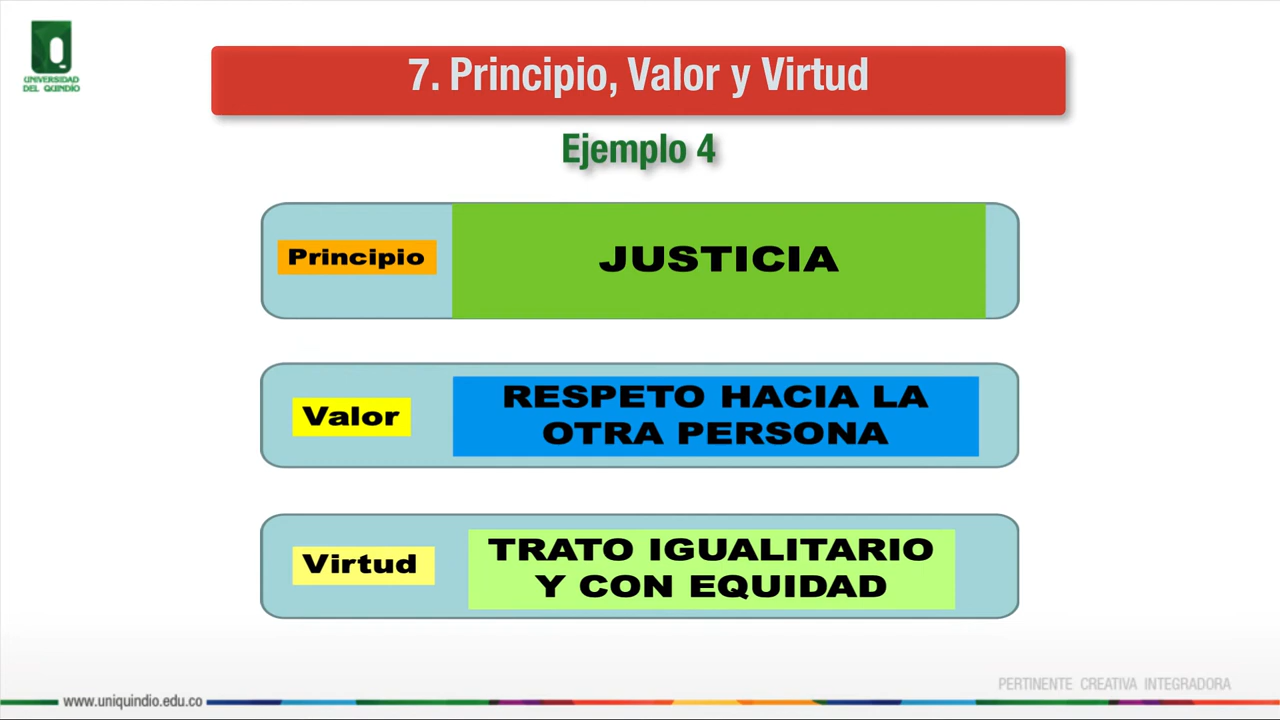 UNIVERSIDAD
DEL QUINDÍO
7. Principio, Valor y Virtud
Ejemplo 4
Principio
JUSTICIA
Valor
RESPETO HACIA LA
OTRA PERSONA
Virtud
TRATO IGUALITARIO
Y CON EQUIDAD
PERTINENTE CREATIVA INTEGRADORA
www.uniquindio.edu.co